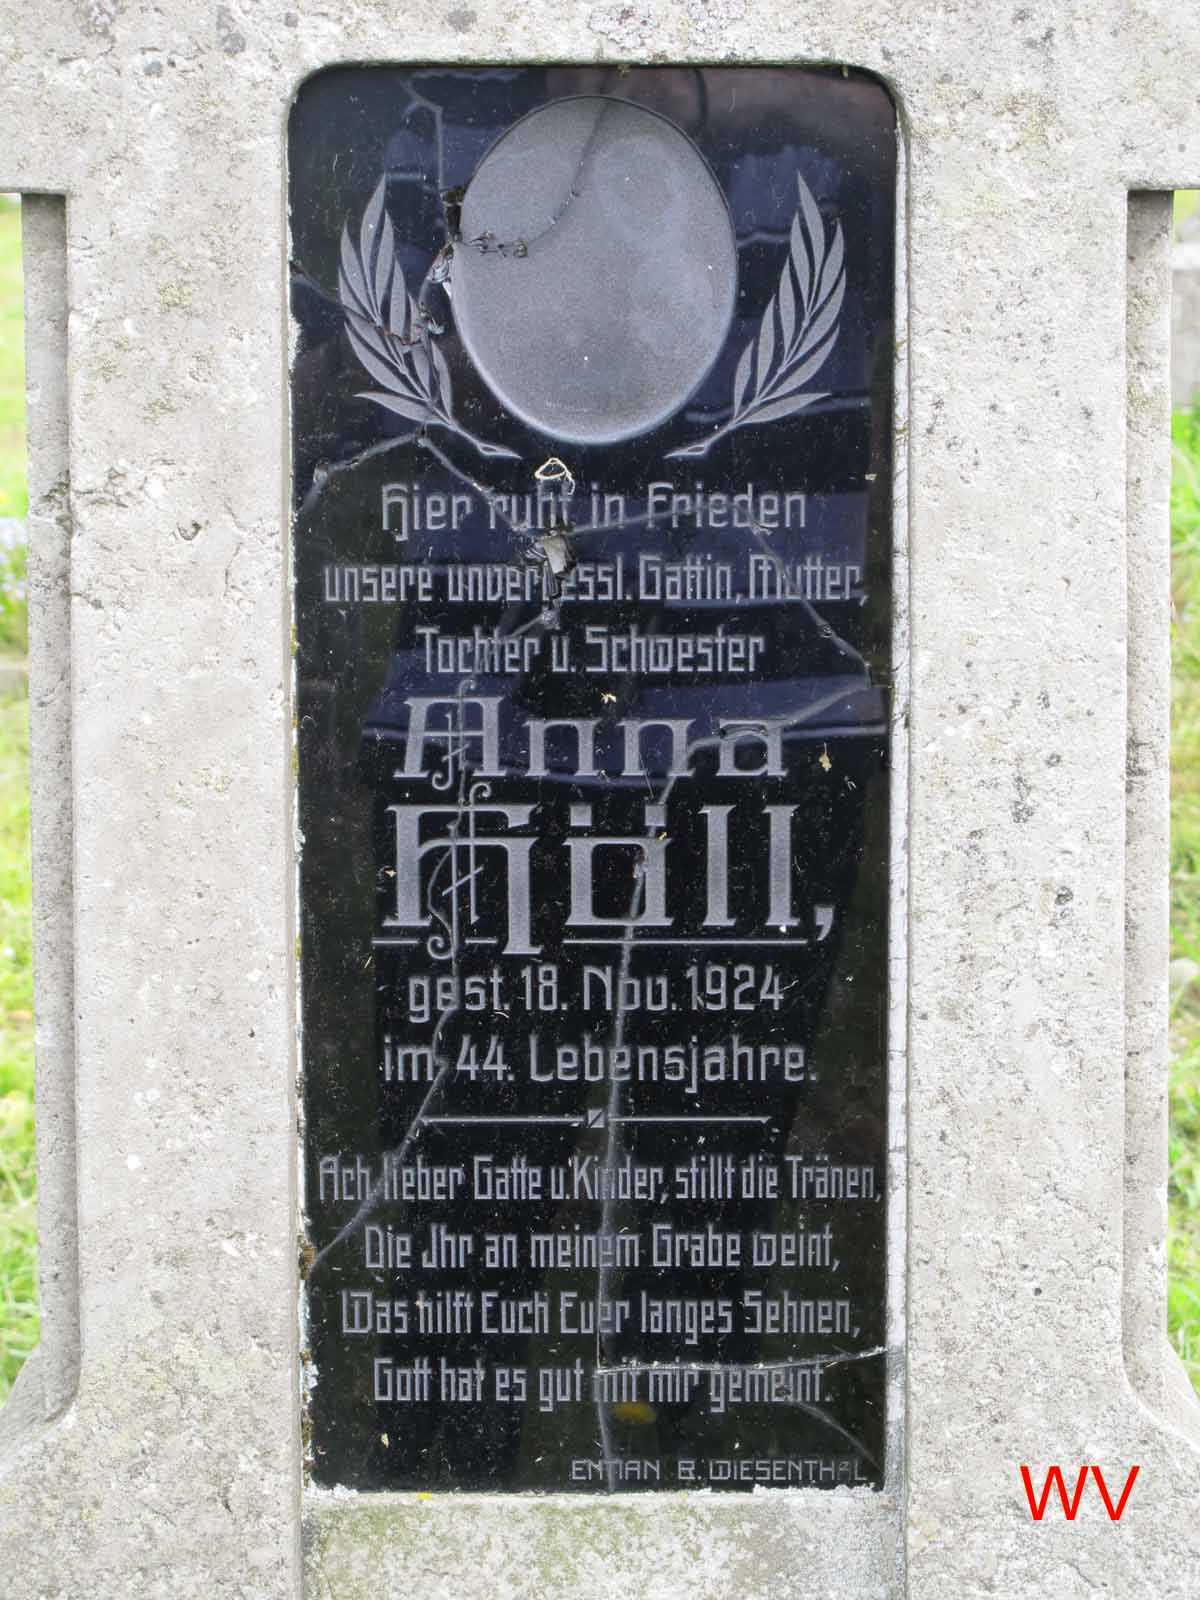 Hier ruht in Frieden
unsere unvergessl. Gattin, Mutter,
Tochter u. Schwester
Anna
Hüll,
gest. 18. Nov. 1924
im 44. Lebensjahre.
Ach lieber Gatte u. Kinder, stillt die Tränen,
Die Jhr an meinem Grabe weint,
Was hilft Euch Euer langes Sehnen,
Gott hat es gut mit mir gemeint.
ENTIAN B. WIESENTHAL
WV